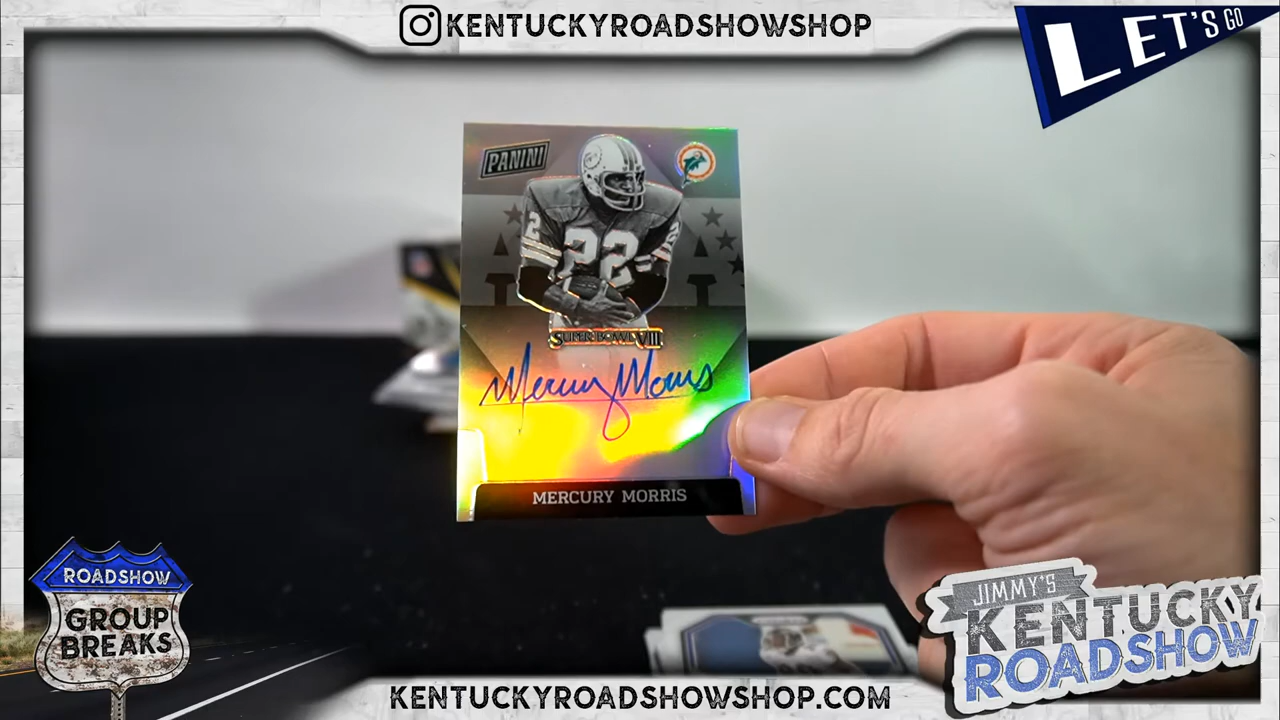 KENTUCKYROADSHOWSHOP
LET'S GO
PANINI
22
SUPER BOWL VIII
Mercury Morris
MERCURY MORRIS
ROADSHOW
GROUP
BREAKS
JIMMY'S
KENTUCKY
ROADSHOW
KENTUCKYROADSHOWSHOP.COM